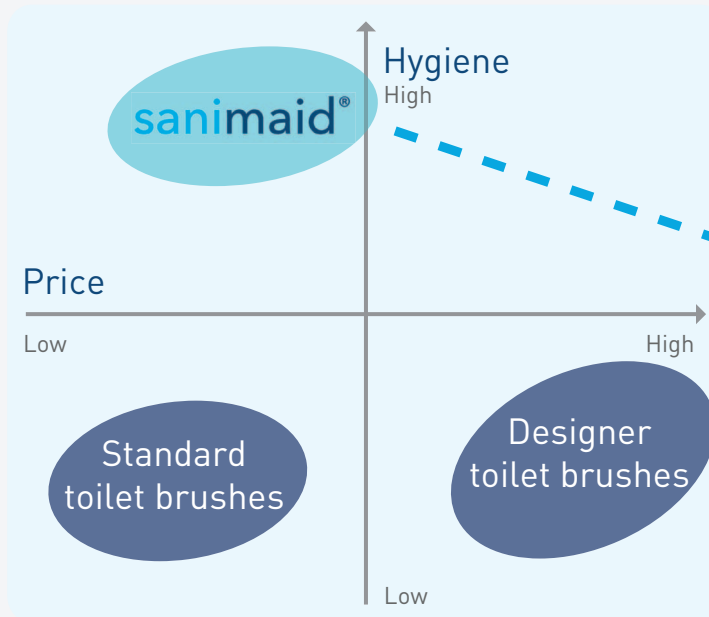 Hygiene
High
sanimaid®
Price
Low
High
Standard
toilet brushes
Designer
toilet brushes
Low